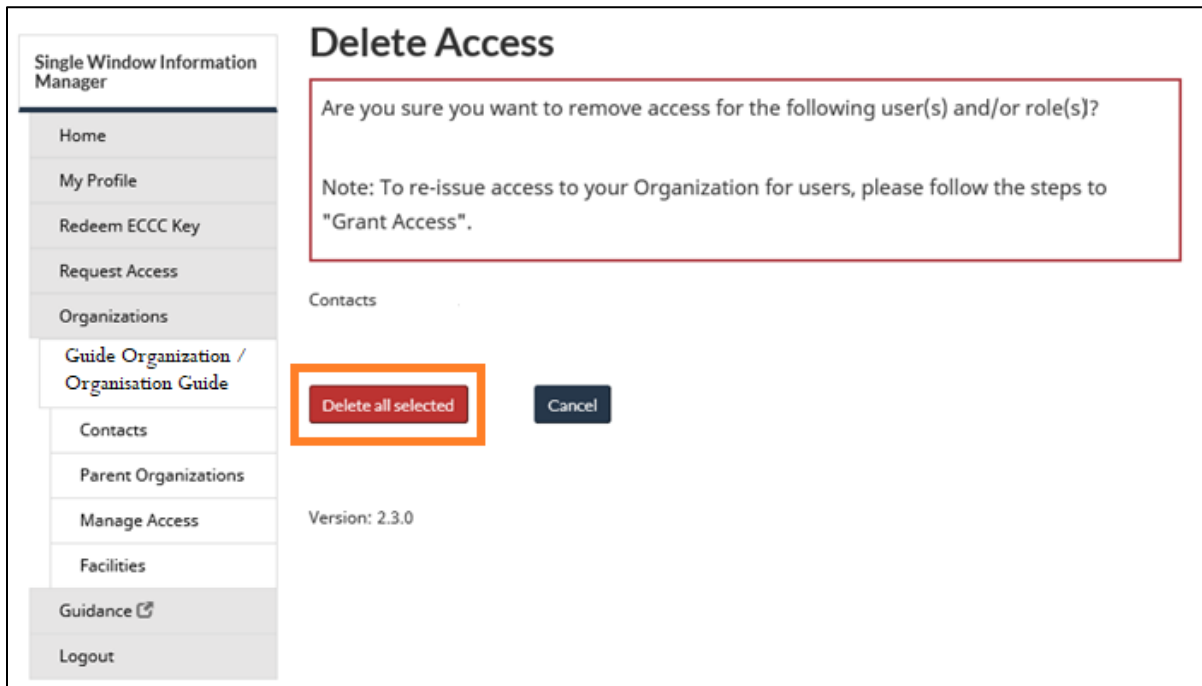 Single Window Information
Manager
Home
My Profile
Redeem ECCC Key
Request Access
Organizations
Guide Organization /
Organisation Guide
Contacts
Parent Organizations
Manage Access
Facilities
Guidance
Logout
Delete Access
Are you sure you want to remove access for the following user(s) and/or role(s)?
Note: To re-issue access to your Organization for users, please follow the steps to
"Grant Access".
Contacts
Delete all selected
Cancel
Version: 2.3.0